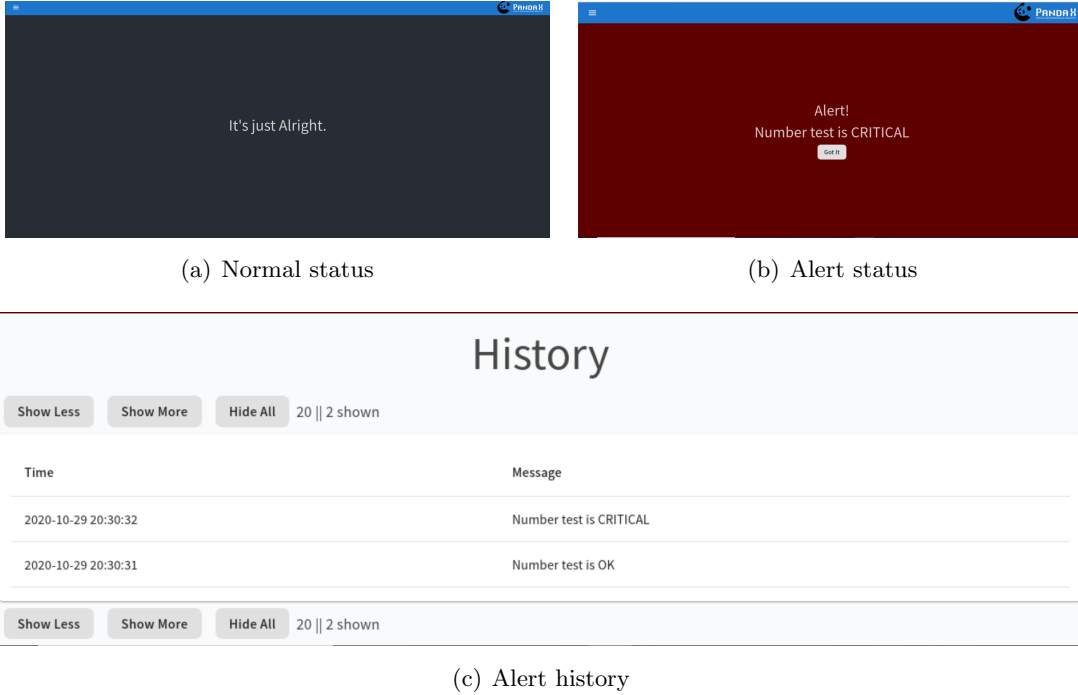 PANDA X
It's just Alright.
(a) Normal status
PANDA X
Alert!
Number test is CRITICAL
Got It
(b) Alert status
History
Show Less Show More Hide All 20 || 2 shown
Time Message
2020-10-29 20:30:32 Number test is CRITICAL
2020-10-29 20:30:31 Number test is OK
Show Less Show More Hide All 20 || 2 shown
(c) Alert history